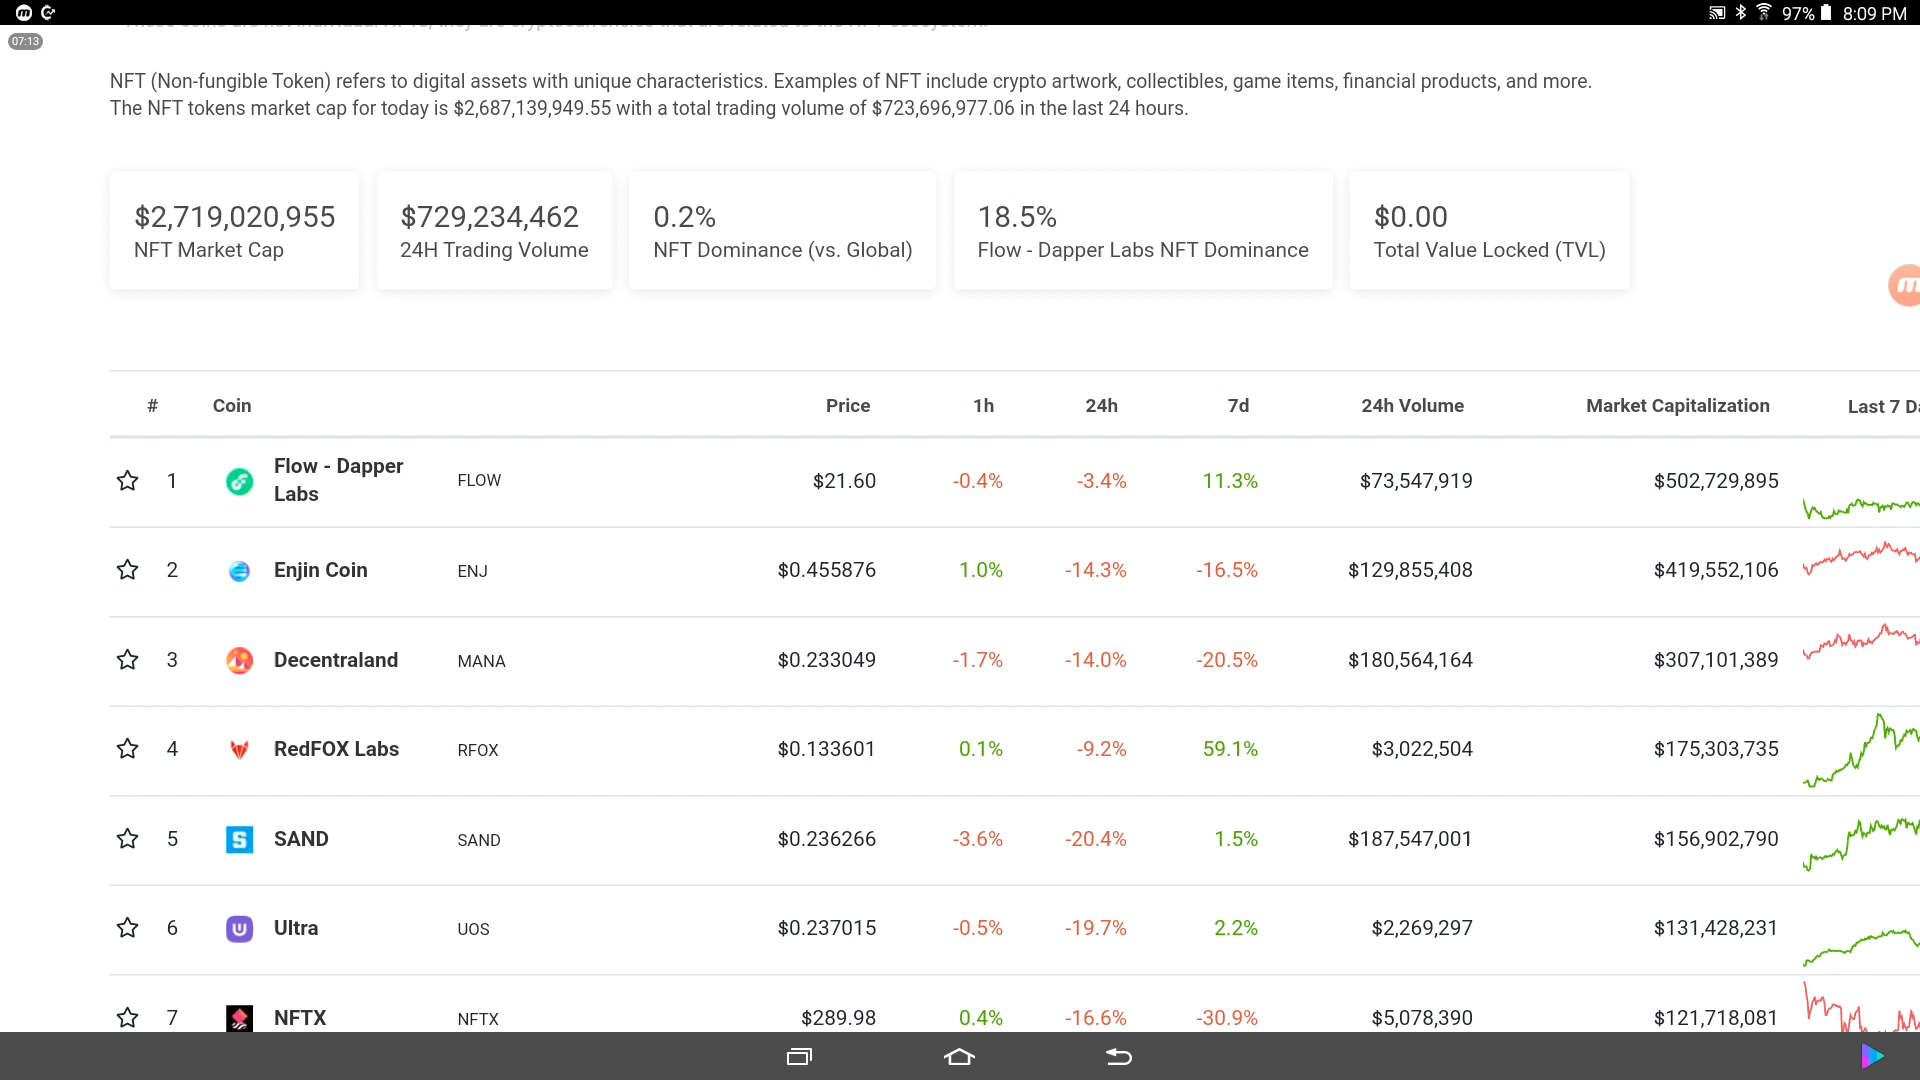 97% 8:09 PM
07:13
NFT (Non-fungible Token) refers to digital assets with unique characteristics. Examples of NFT include crypto artwork, collectibles, game items, financial products, and more.
The NFT tokens market cap for today is $2,687,139,949.55 with a total trading volume of $723,696,977.06 in the last 24 hours.
$2,719,020,955 $729,234,462 0.2% 18.5% $0.00
NFT Market Cap 24H Trading Volume NFT Dominance (vs. Global) Flow - Dapper Labs NFT Dominance Total Value Locked (TVL)
# Coin Price 1h 24h 7d 24h Volume Market Capitalization Last 7 Da
1 Flow - Dapper Labs FLOW $21.60 -0.4% -3.4% 11.3% $73,547,919 $502,729,895
2 Enjin Coin ENJ $0.455876 1.0% -14.3% -16.5% $129,855,408 $419,552,106
3 Decentraland MANA $0.233049 -1.7% -14.0% -20.5% $180,564,164 $307,101,389
4 RedFOX Labs RFOX $0.133601 0.1% -9.2% 59.1% $3,022,504 $175,303,735
5 SAND SAND $0.236266 -3.6% -20.4% 1.5% $187,547,001 $156,902,790
6 Ultra UOS $0.237015 -0.5% -19.7% 2.2% $2,269,297 $131,428,231
7 NFTX NFTX $289.98 0.4% -16.6% -30.9% $5,078,390 $121,718,081